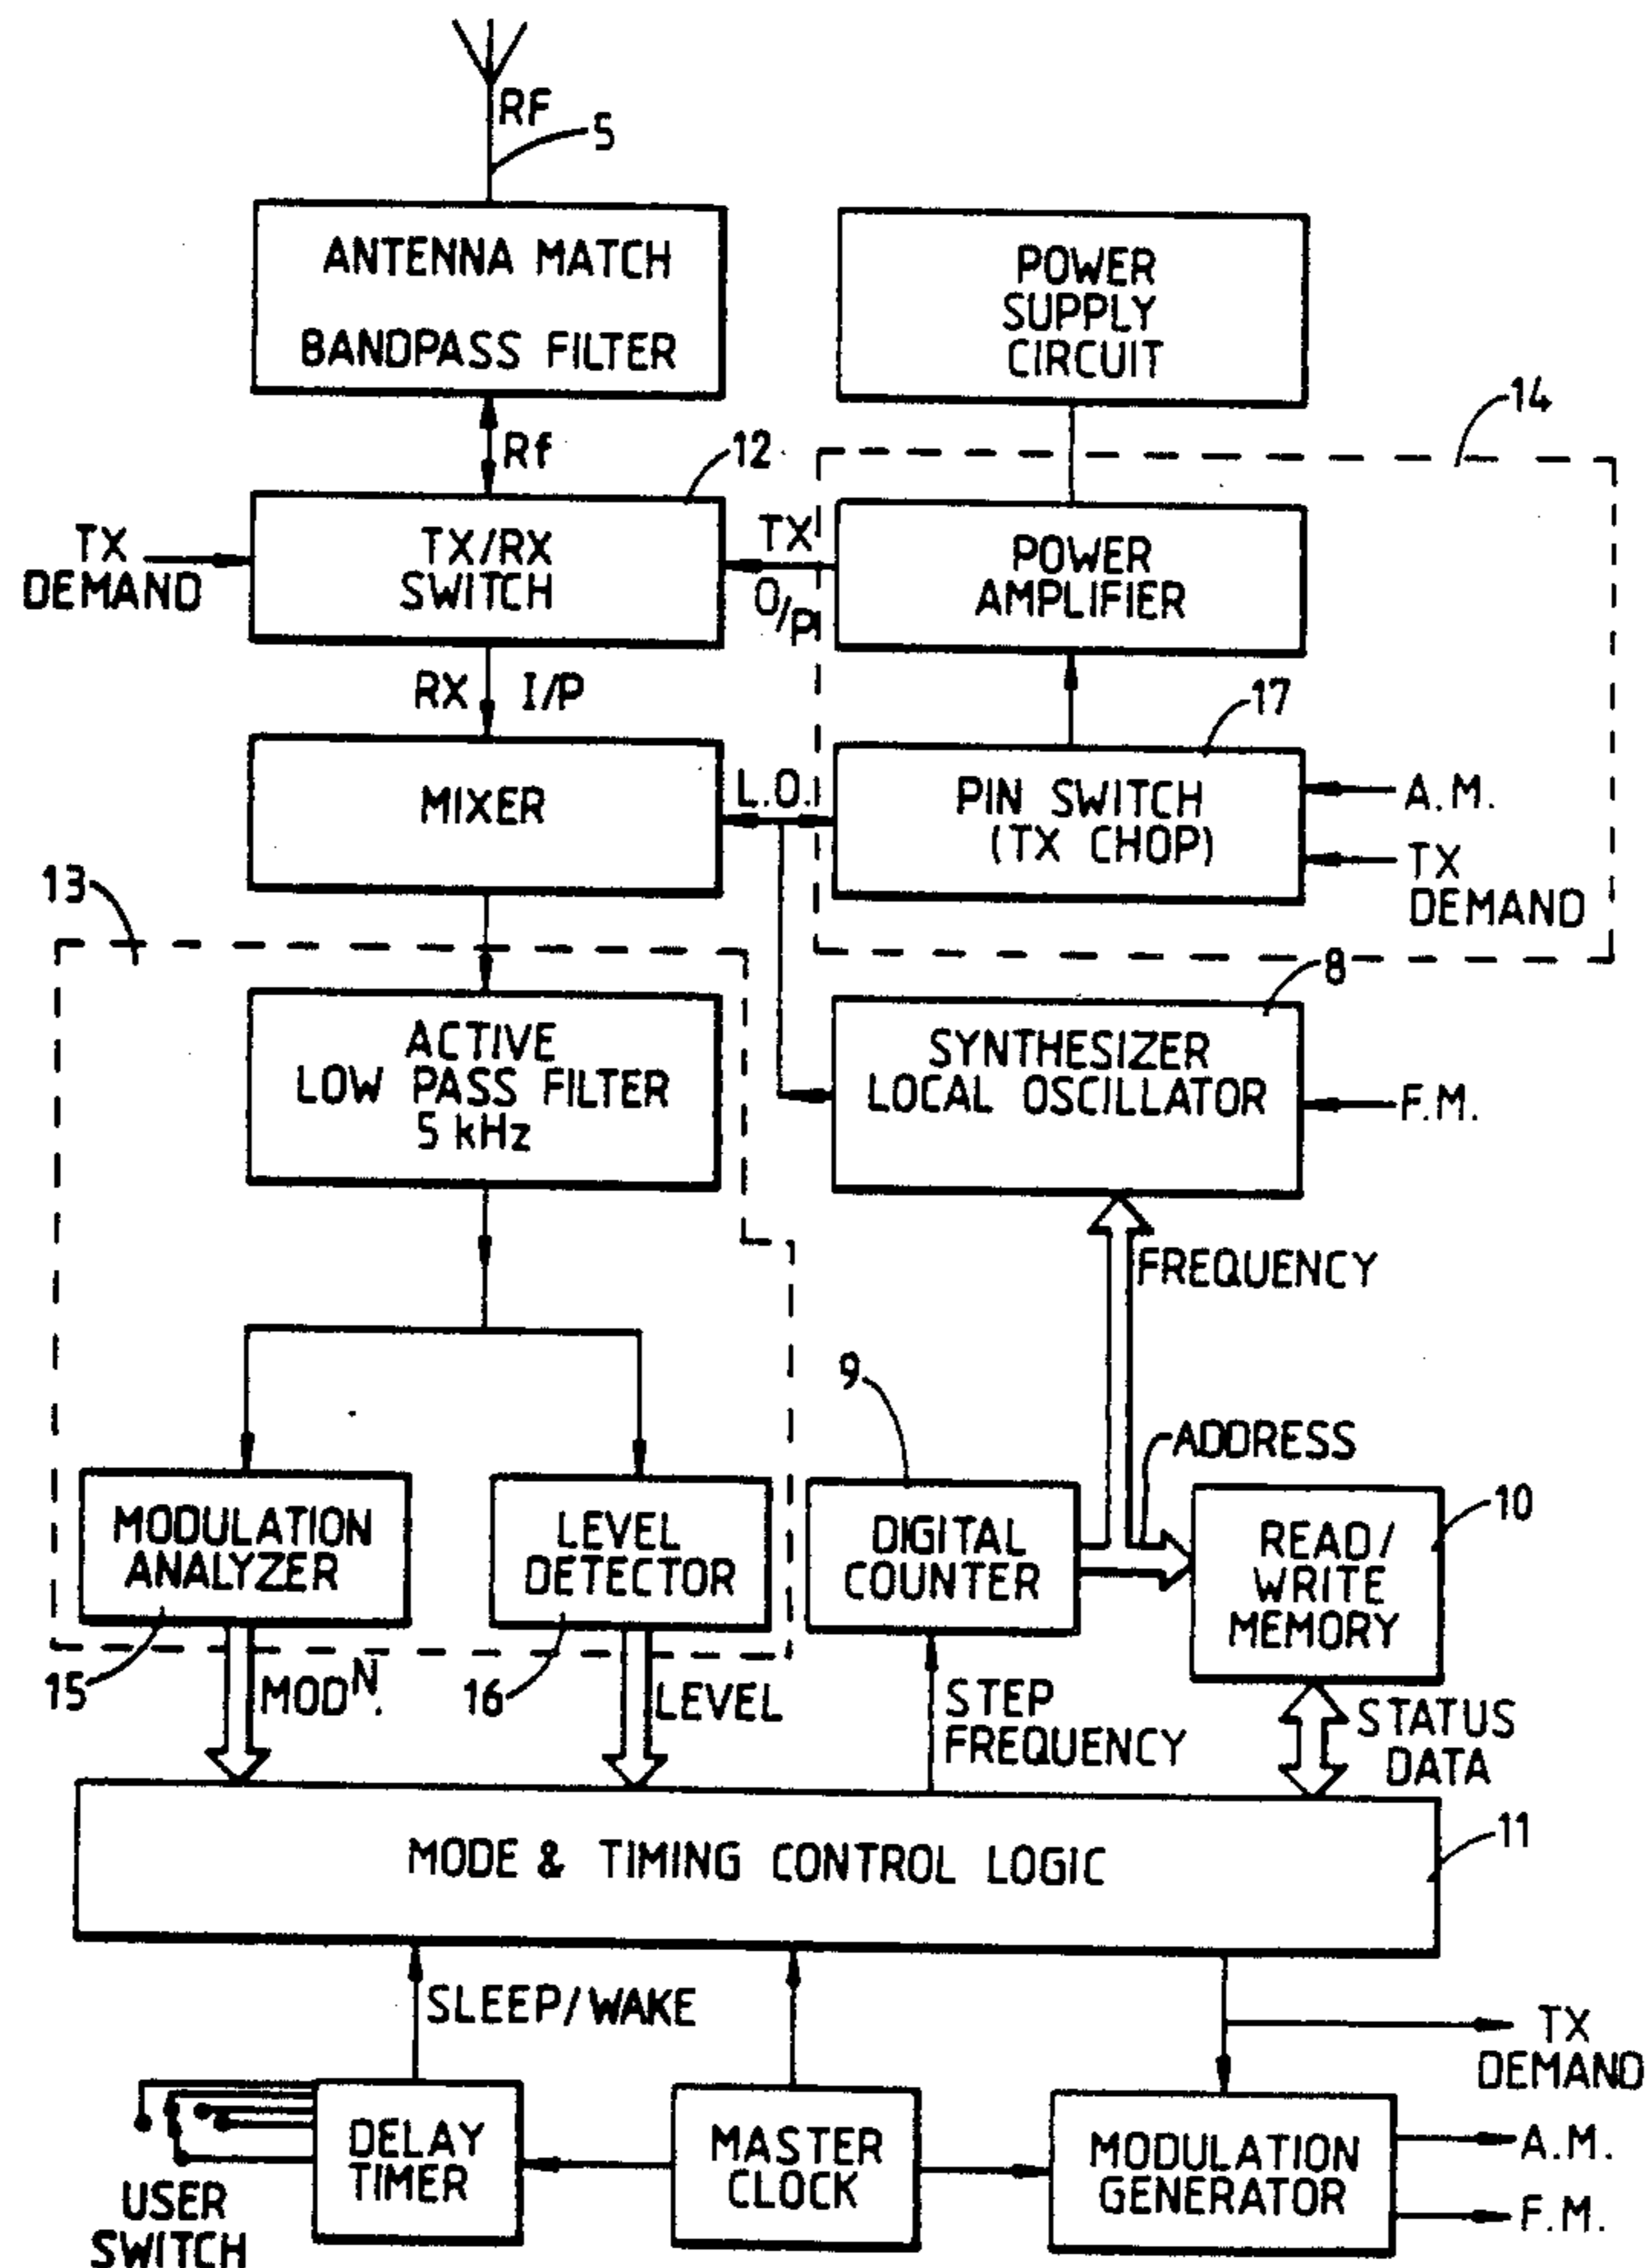 RF
5
ANTENNA MATCH
BANDPASS FILTER
POWER
SUPPLY
CIRCUIT
14
Rf
12
TX
DEMAND
TX/RX
SWITCH
TX
O/P
POWER
AMPLIFIER
RX I/P
17
MIXER
L.O.
PIN SWITCH
(TX CHOP)
A.M.
TX
DEMAND
13
8
ACTIVE
LOW PASS FILTER
5 kHz
SYNTHESIZER
LOCAL OSCILLATOR
F.M.
FREQUENCY
9
ADDRESS
MODULATION
ANALYZER
LEVEL
DETECTOR
DIGITAL
COUNTER
READ/
WRITE
MEMORY
10
15
MODN.
16
LEVEL
STEP
FREQUENCY
STATUS
DATA
MODE & TIMING CONTROL LOGIC
11
SLEEP/WAKE
TX
DEMAND
DELAY
TIMER
MASTER
CLOCK
MODULATION
GENERATOR
A.M.
F.M.
USER
SWITCH